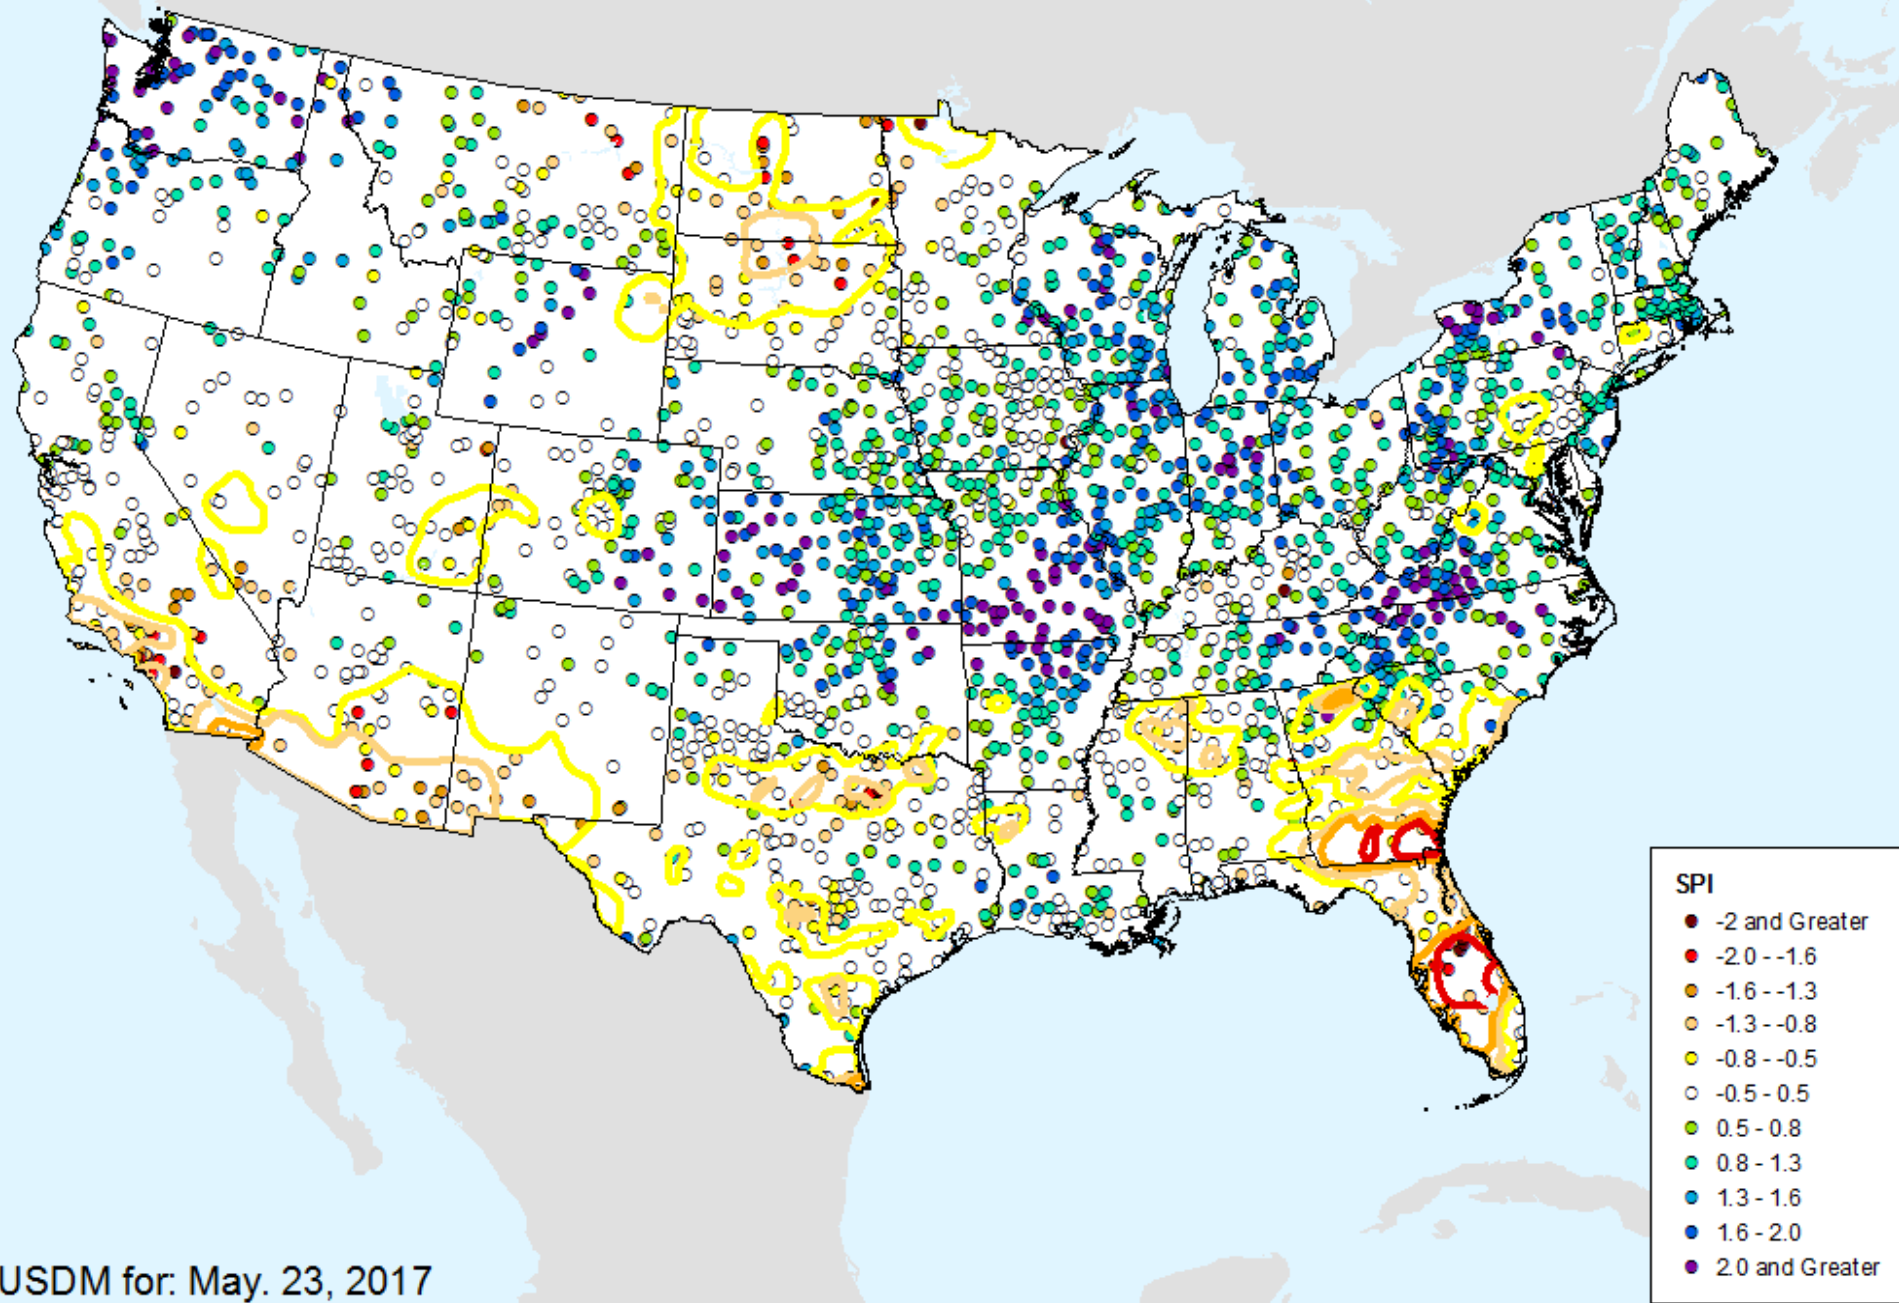 SPI
-2 and Greater
-2.0 - -1.6
-1.6 - -1.3
-1.3 - -0.8
-0.8 - -0.5
-0.5 - 0.5
0.5 - 0.8
0.8 - 1.3
1.3 - 1.6
1.6 - 2.0
2.0 and Greater
USDM for: May. 23, 2017